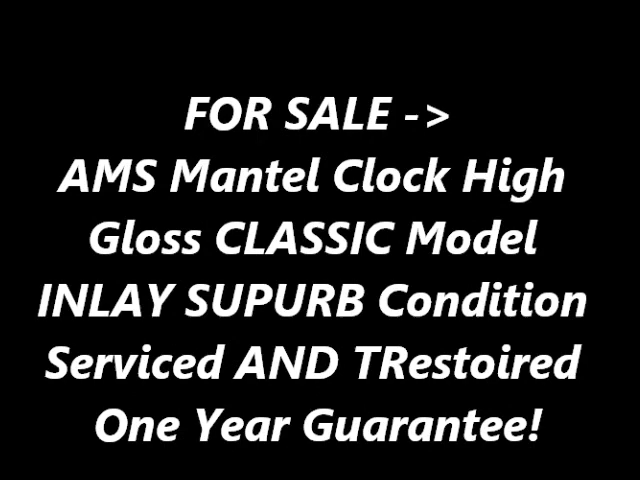 FOR SALE ->
AMS Mantel Clock High
Gloss CLASSIC Model
INLAY SUPURB Condition
Serviced AND TRestoired
One Year Guarantee!